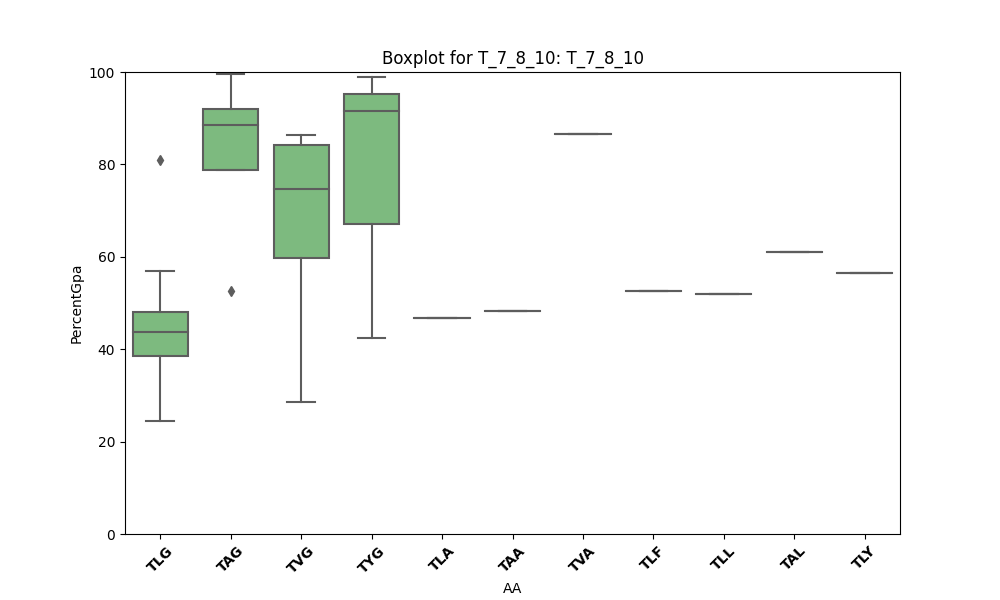 Boxplot for T_7_8_10: T_7_8_10
PercentGpa
100
80
60
40
20
0
TLG TAG TVG TYG TLA TAA TVA TLF TLL TAL TLY
AA